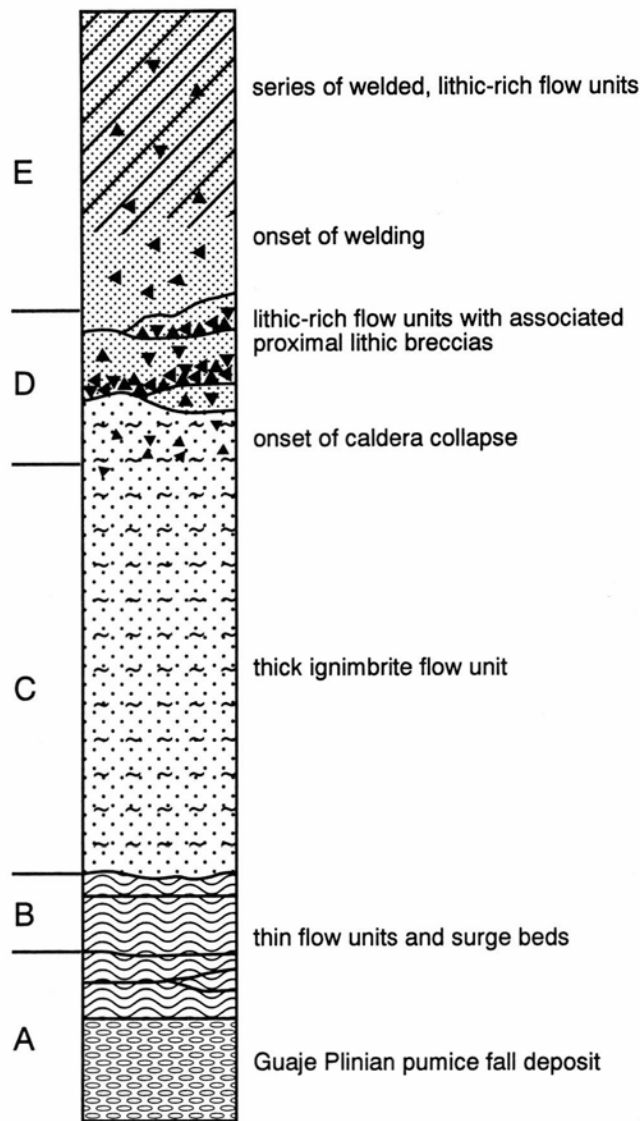 series of welded, lithic-rich flow units
E
onset of welding
lithic-rich flow units with associated
proximal lithic breccias
D
onset of caldera collapse
C
thick ignimbrite flow unit
B
thin flow units and surge beds
A
Guaje Plinian pumice fall deposit